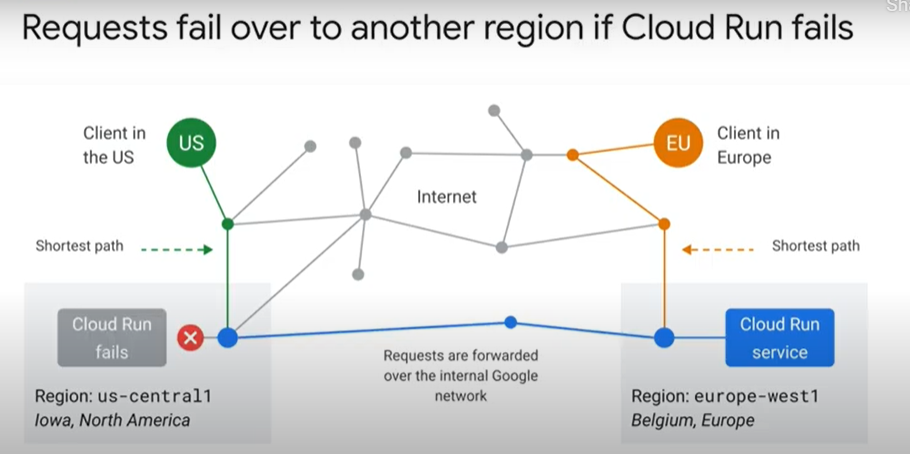 Requests fail over to another region if Cloud Run fails
Client in
the US
US
EU
Client in
Europe
Internet
Shortest path
Shortest path
Cloud Run
fails
Cloud Run
service
Requests are forwarded
over the internal Google
network
Region: us-central1
Iowa, North America
Region: europe-west1
Belgium, Europe